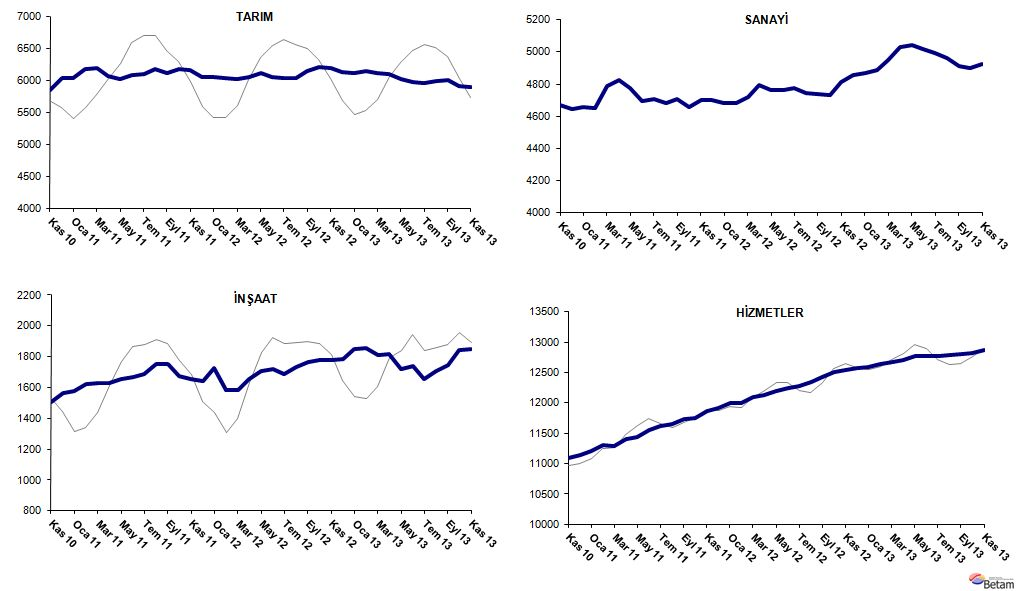 TARIM
7000
6500
6000
5500
5000
4500
4000
Kas 10
Oca 11
Mar 11
May 11
Tem 11
Eyl 11
Kas 11
Oca 12
Mar 12
May 12
Tem 12
Eyl 12
Kas 12
Oca 13
Mar 13
May 13
Tem 13
Eyl 13
Kas 13
SANAYİ
5200
5000
4800
4600
4400
4200
4000
Kas 10
Oca 11
Mar 11
May 11
Tem 11
Eyl 11
Kas 11
Oca 12
Mar 12
May 12
Tem 12
Eyl 12
Kas 12
Oca 13
Mar 13
May 13
Tem 13
Eyl 13
Kas 13
İNŞAAT
2200
2000
1800
1600
1400
1200
1000
800
Kas 10
Oca 11
Mar 11
May 11
Tem 11
Eyl 11
Kas 11
Oca 12
Mar 12
May 12
Tem 12
Eyl 12
Kas 12
Oca 13
Mar 13
May 13
Tem 13
Eyl 13
Kas 13
HİZMETLER
13500
13000
12500
12000
11500
11000
10500
10000
Kas 10
Oca 11
Mar 11
May 11
Tem 11
Eyl 11
Kas 11
Oca 12
Mar 12
May 12
Tem 12
Eyl 12
Kas 12
Oca 13
Mar 13
May 13
Tem 13
Eyl 13
Kas 13
Betam